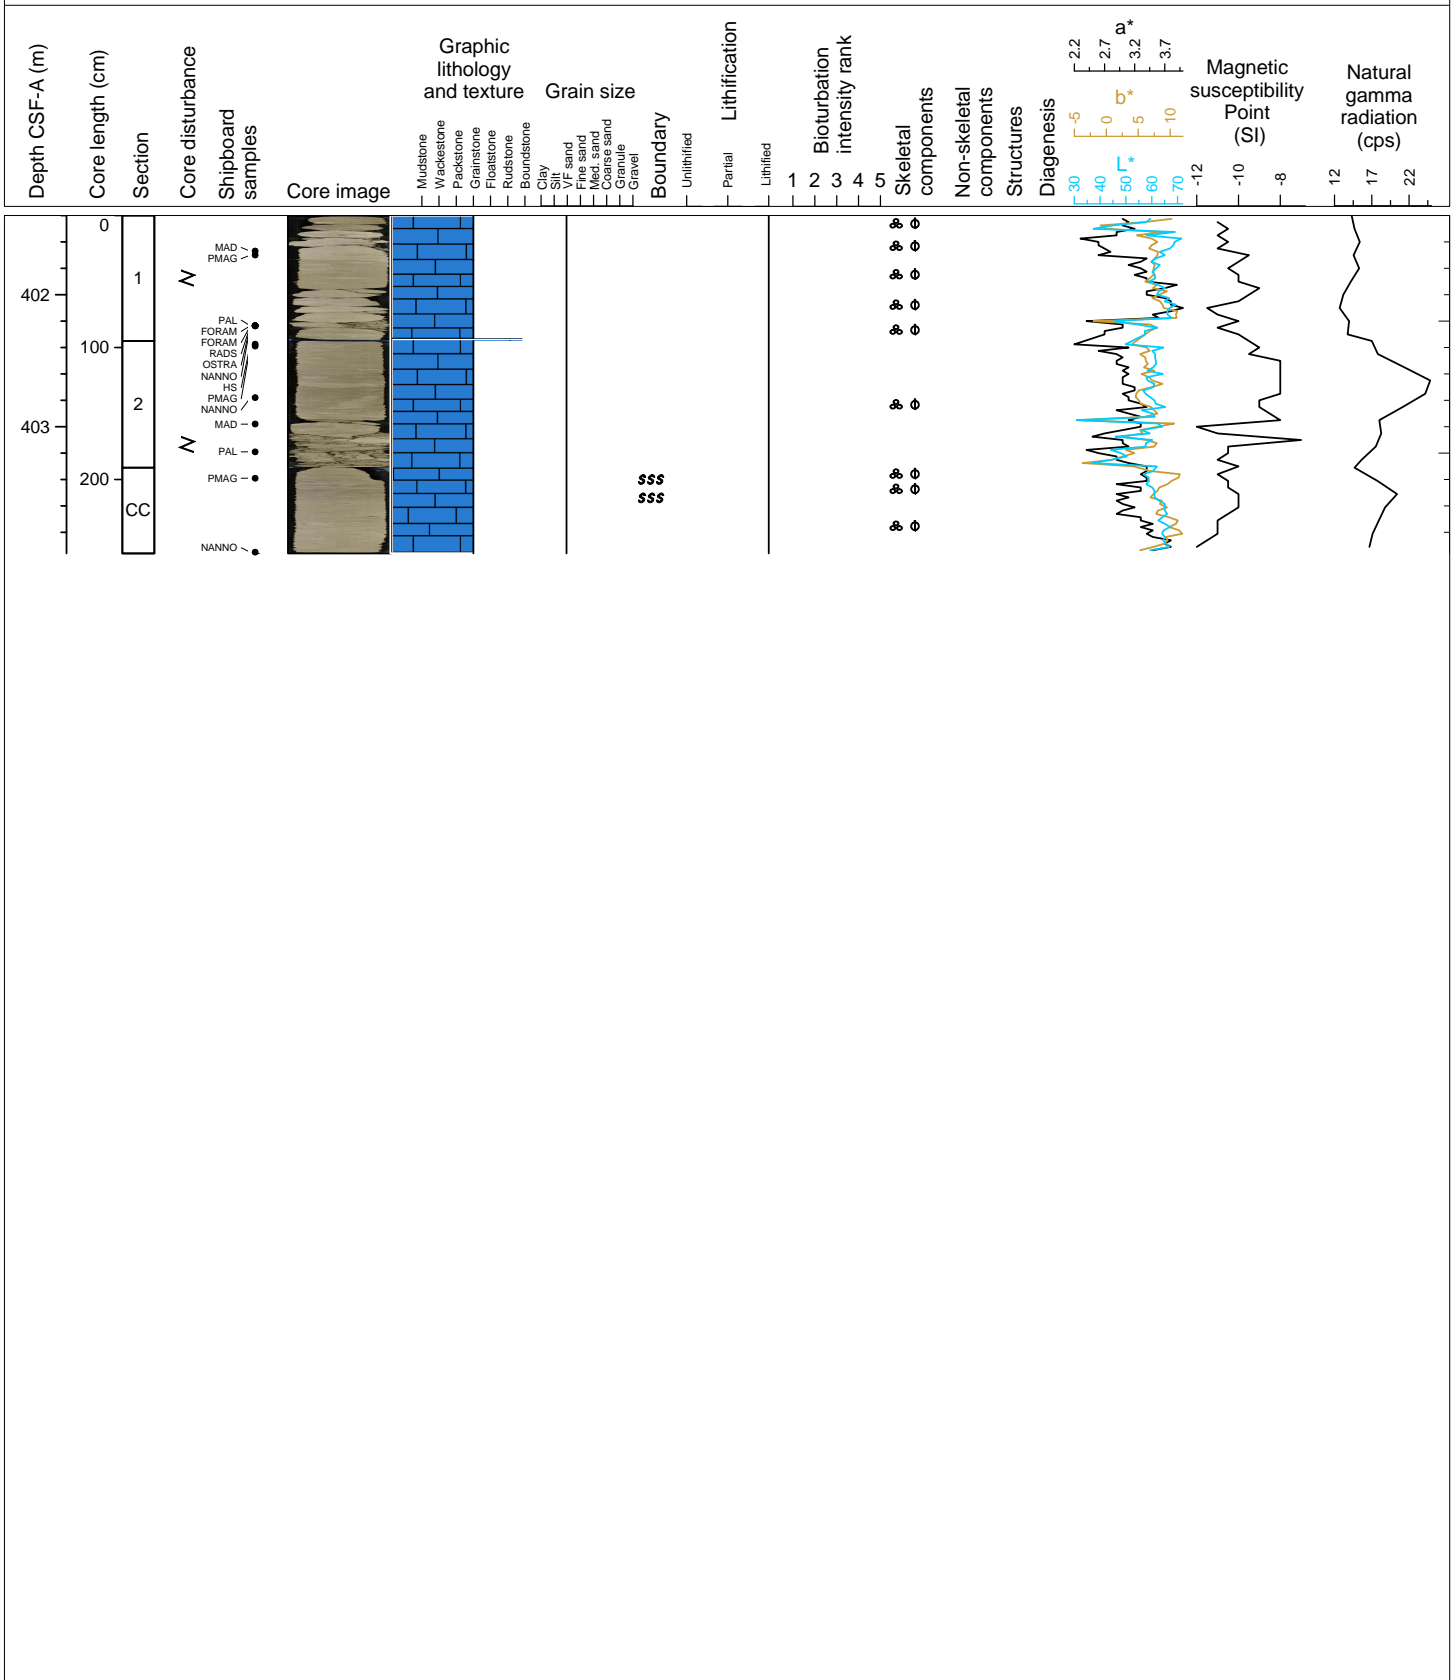 Depth CSF-A (m)
Core length (cm)
Section
Core disturbance
Shipboard
samples
Core image
Graphic
lithology
and texture
Mudstone
Wackestone
Packstone
Grainstone
Floatstone
Rudstone
Boundstone
Grain size
Clay
Silt
VF sand
Fine sand
Med. sand
Coarse sand
Granule
Gravel
Boundary
Lithification
Unlithified
Partial
Lithified
Bioturbation
intensity rank
1 2 3 4 5
Skeletal
components
Non-skeletal
components
Structures
Diagenesis
a*
2.2 2.7 3.2 3.7
b*
-5 0 5 10
L*
30 40 50 60 70
Magnetic
susceptibility
Point
(SI)
-12 -10 -8
Natural
gamma
radiation
(cps)
12 17 22
402
403
0
100
200
1
2
CC
MAD
PMAG
PAL
FORAM
FORAM
RADS
OSTRA
NANNO
HS
PMAG
NANNO
MAD
PAL
PMAG
NANNO
sss
sss